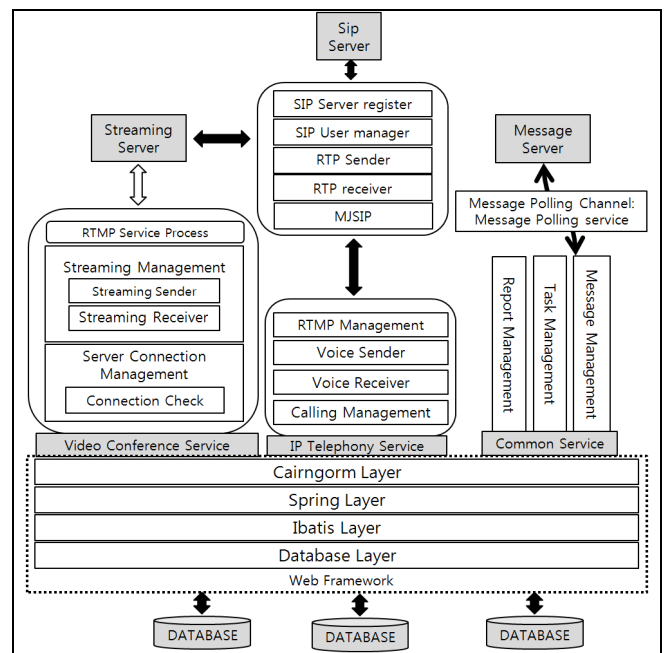 Sip
Server
SIP Server register
SIP User manager
RTP Sender
RTP receiver
MJSIP
Streaming
Server
Message
Server
Message Polling Channel:
Message Polling service
RTMP Service Process
Streaming Management
Streaming Sender
Streaming Receiver
Server Connection
Management
Connection Check
RTMP Management
Voice Sender
Voice Receiver
Calling Management
Report Management
Task Management
Message Management
Video Conference Service
IP Telephony Service
Common Service
Cairngorm Layer
Spring Layer
Ibatis Layer
Database Layer
Web Framework
DATABASE
DATABASE
DATABASE